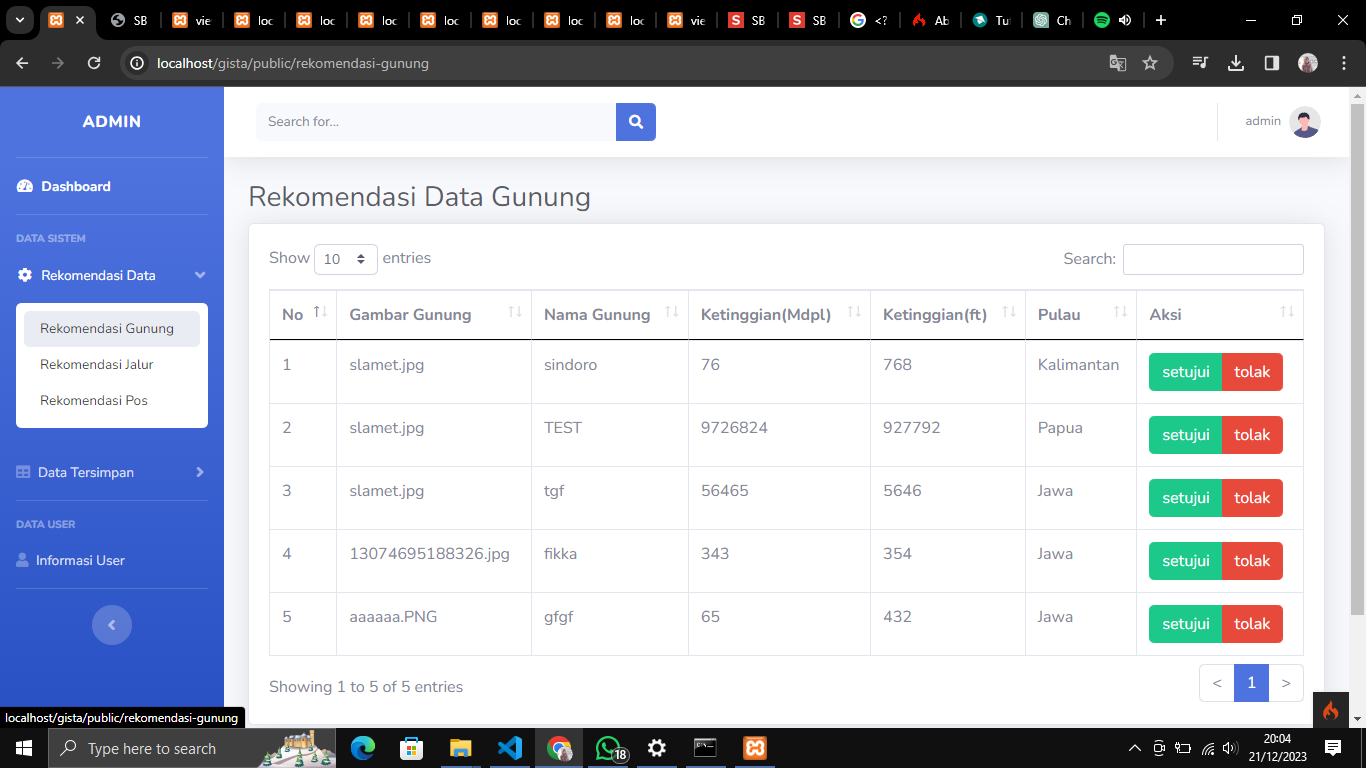 SB
vie
loc
loc
loc
loc
loc
loc
loc
vie
SB
SB
<?
Ab
Tu
Ch
localhost/gista/public/rekomendasi-gunung
ADMIN
Search for...
admin
Dashboard
DATA SISTEM
Rekomendasi Data
Rekomendasi Gunung
Rekomendasi Jalur
Rekomendasi Pos
Data Tersimpan
DATA USER
Informasi User
Rekomendasi Data Gunung
Show 10 entries
Search:
No Gambar Gunung Nama Gunung Ketinggian(Mdpl) Ketinggian(ft) Pulau Aksi
1 slamet.jpg sindoro 76 768 Kalimantan setujui tolak
2 slamet.jpg TEST 9726824 927792 Papua setujui tolak
3 slamet.jpg tgf 56465 5646 Jawa setujui tolak
4 13074695188326.jpg fikka 343 354 Jawa setujui tolak
5 aaaaaa.PNG gfgf 65 432 Jawa setujui tolak
Showing 1 to 5 of 5 entries
< 1 >
localhost/gista/public/rekomendasi-gunung
Type here to search
18
20:04
21/12/2023